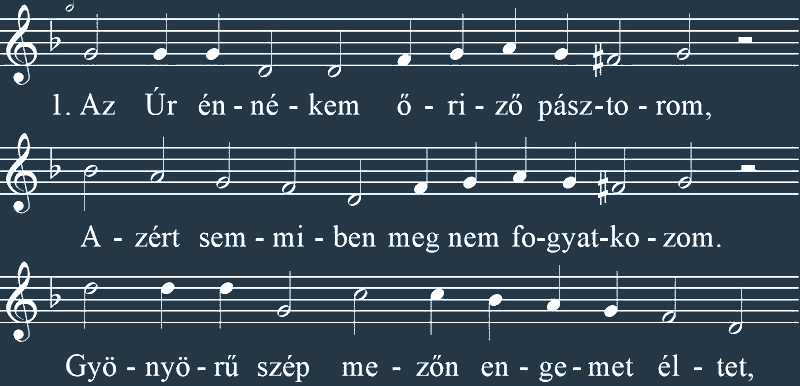 1. Az Úr én - né - kem ő - ri - ző pász-to - rom,
A - zért sem - mi - ben meg nem fo-gyat-ko - zom.
Gyö - nyö - rű szép me - zőn en - ge - met él - tet,